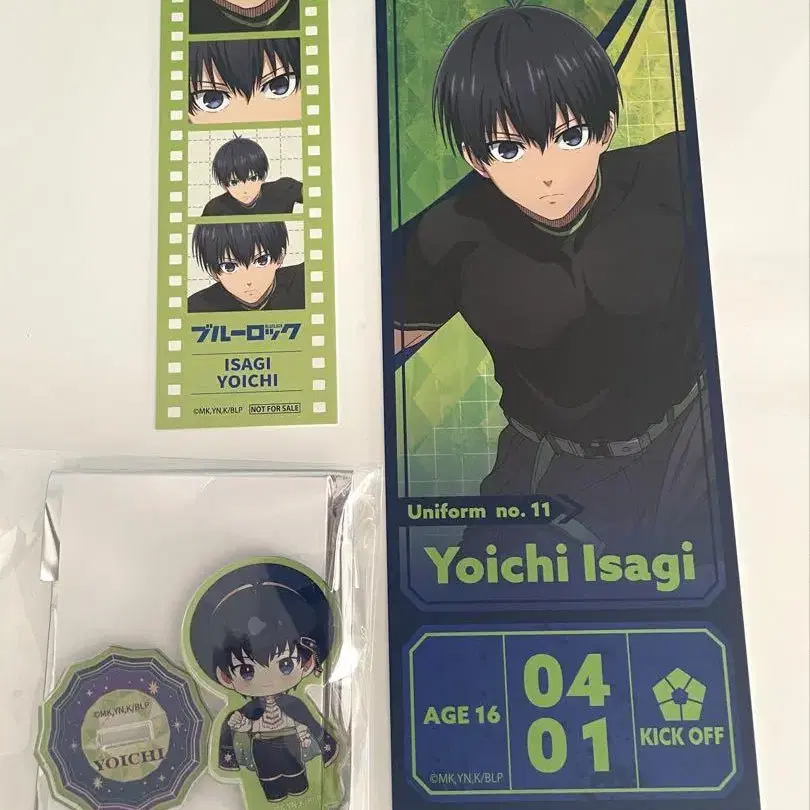 ブルーロック
ISAGI
YOICHI
©MK,YN,K/BLP NOT FOR SALE
Uniform no. 11
Yoichi Isagi
AGE 16
04
01
KICK OFF
©MK,YN,K/BLP
©MK,YN,K/BLP
YOICHI